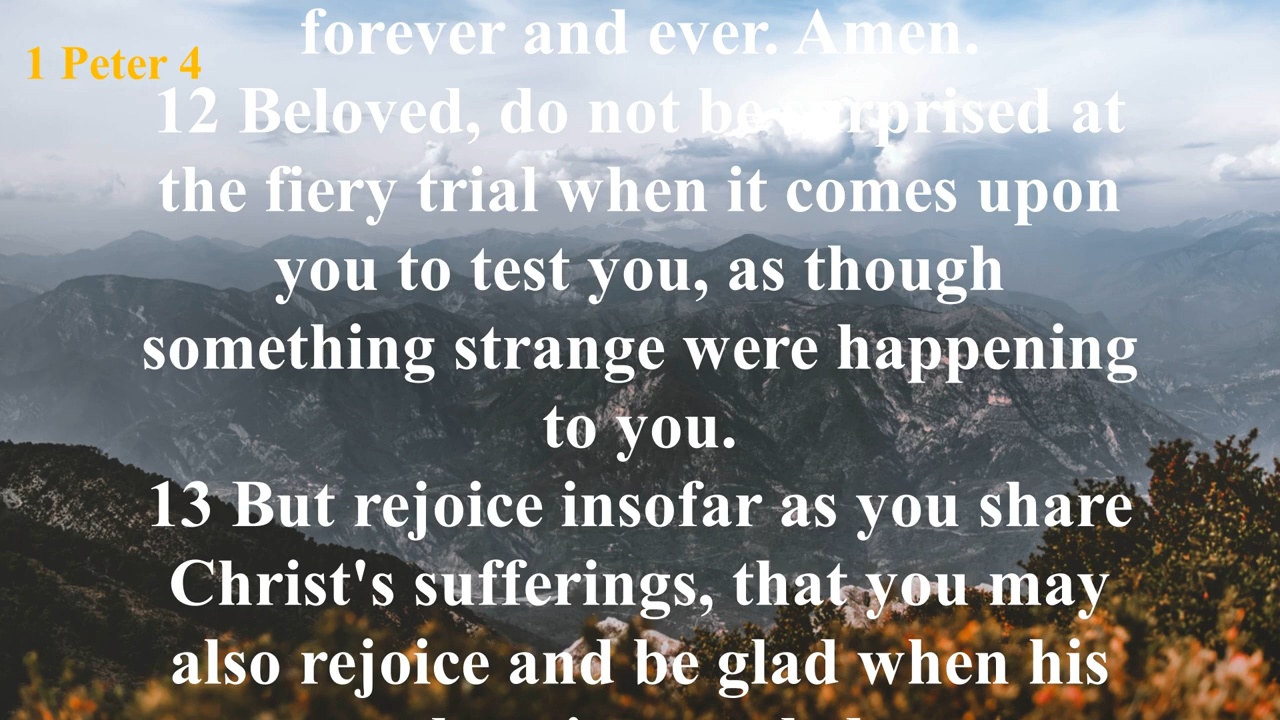 forever and ever. Amen.
1 Peter 4
12 Beloved, do not be surprised at
the fiery trial when it comes upon
you to test you, as though
something strange were happening
to you.
13 But rejoice insofar as you share
Christ's sufferings, that you may
also rejoice and be glad when his